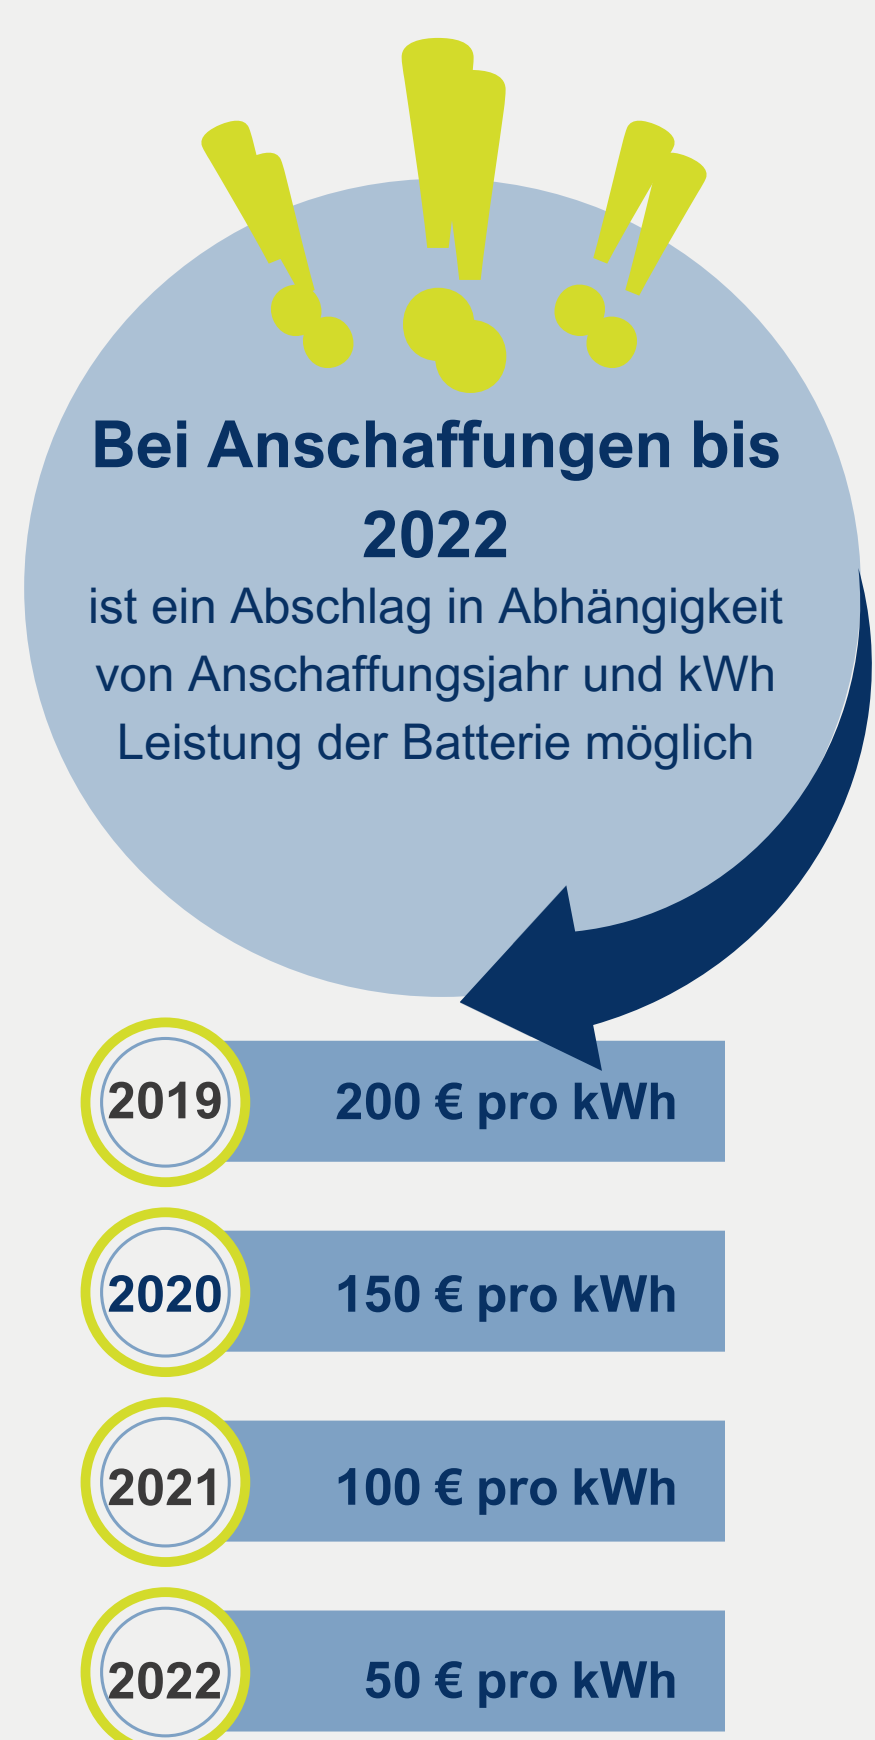 Bei Anschaffungen bis
2022
ist ein Abschlag in Abhängigkeit
von Anschaffungsjahr und kWh
Leistung der Batterie möglich
2019 200 € pro kWh
2020 150 € pro kWh
2021 100 € pro kWh
2022 50 € pro kWh